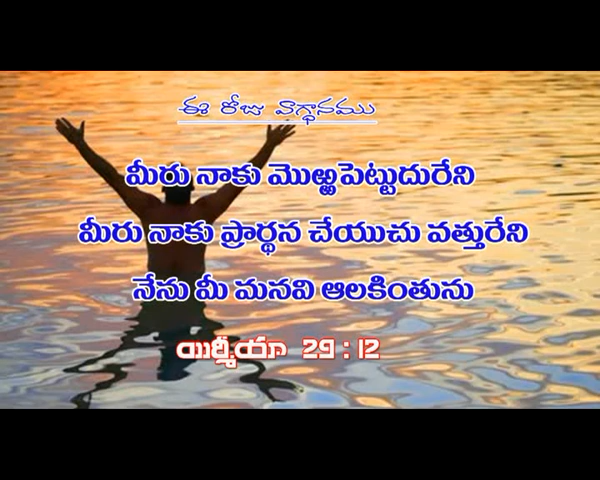 ఈ రోజు వాగ్ధానము
మీరు నాకు మొఱ్ఱపెట్టుదురేని
మీరు నాకు ప్రార్థన చేయుచు వత్తురేని
నేను మీ మనవి ఆలకింతును
యిర్మీయా 29 : 12